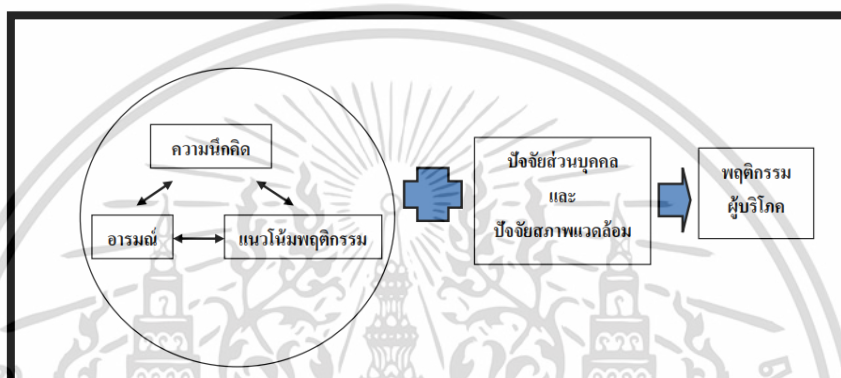 ความนึกคิด
อารมณ์
แนวโน้มพฤติกรรม
ปัจจัยส่วนบุคคล
และ
ปัจจัยสภาพแวดล้อม
พฤติกรรม
ผู้บริโภค